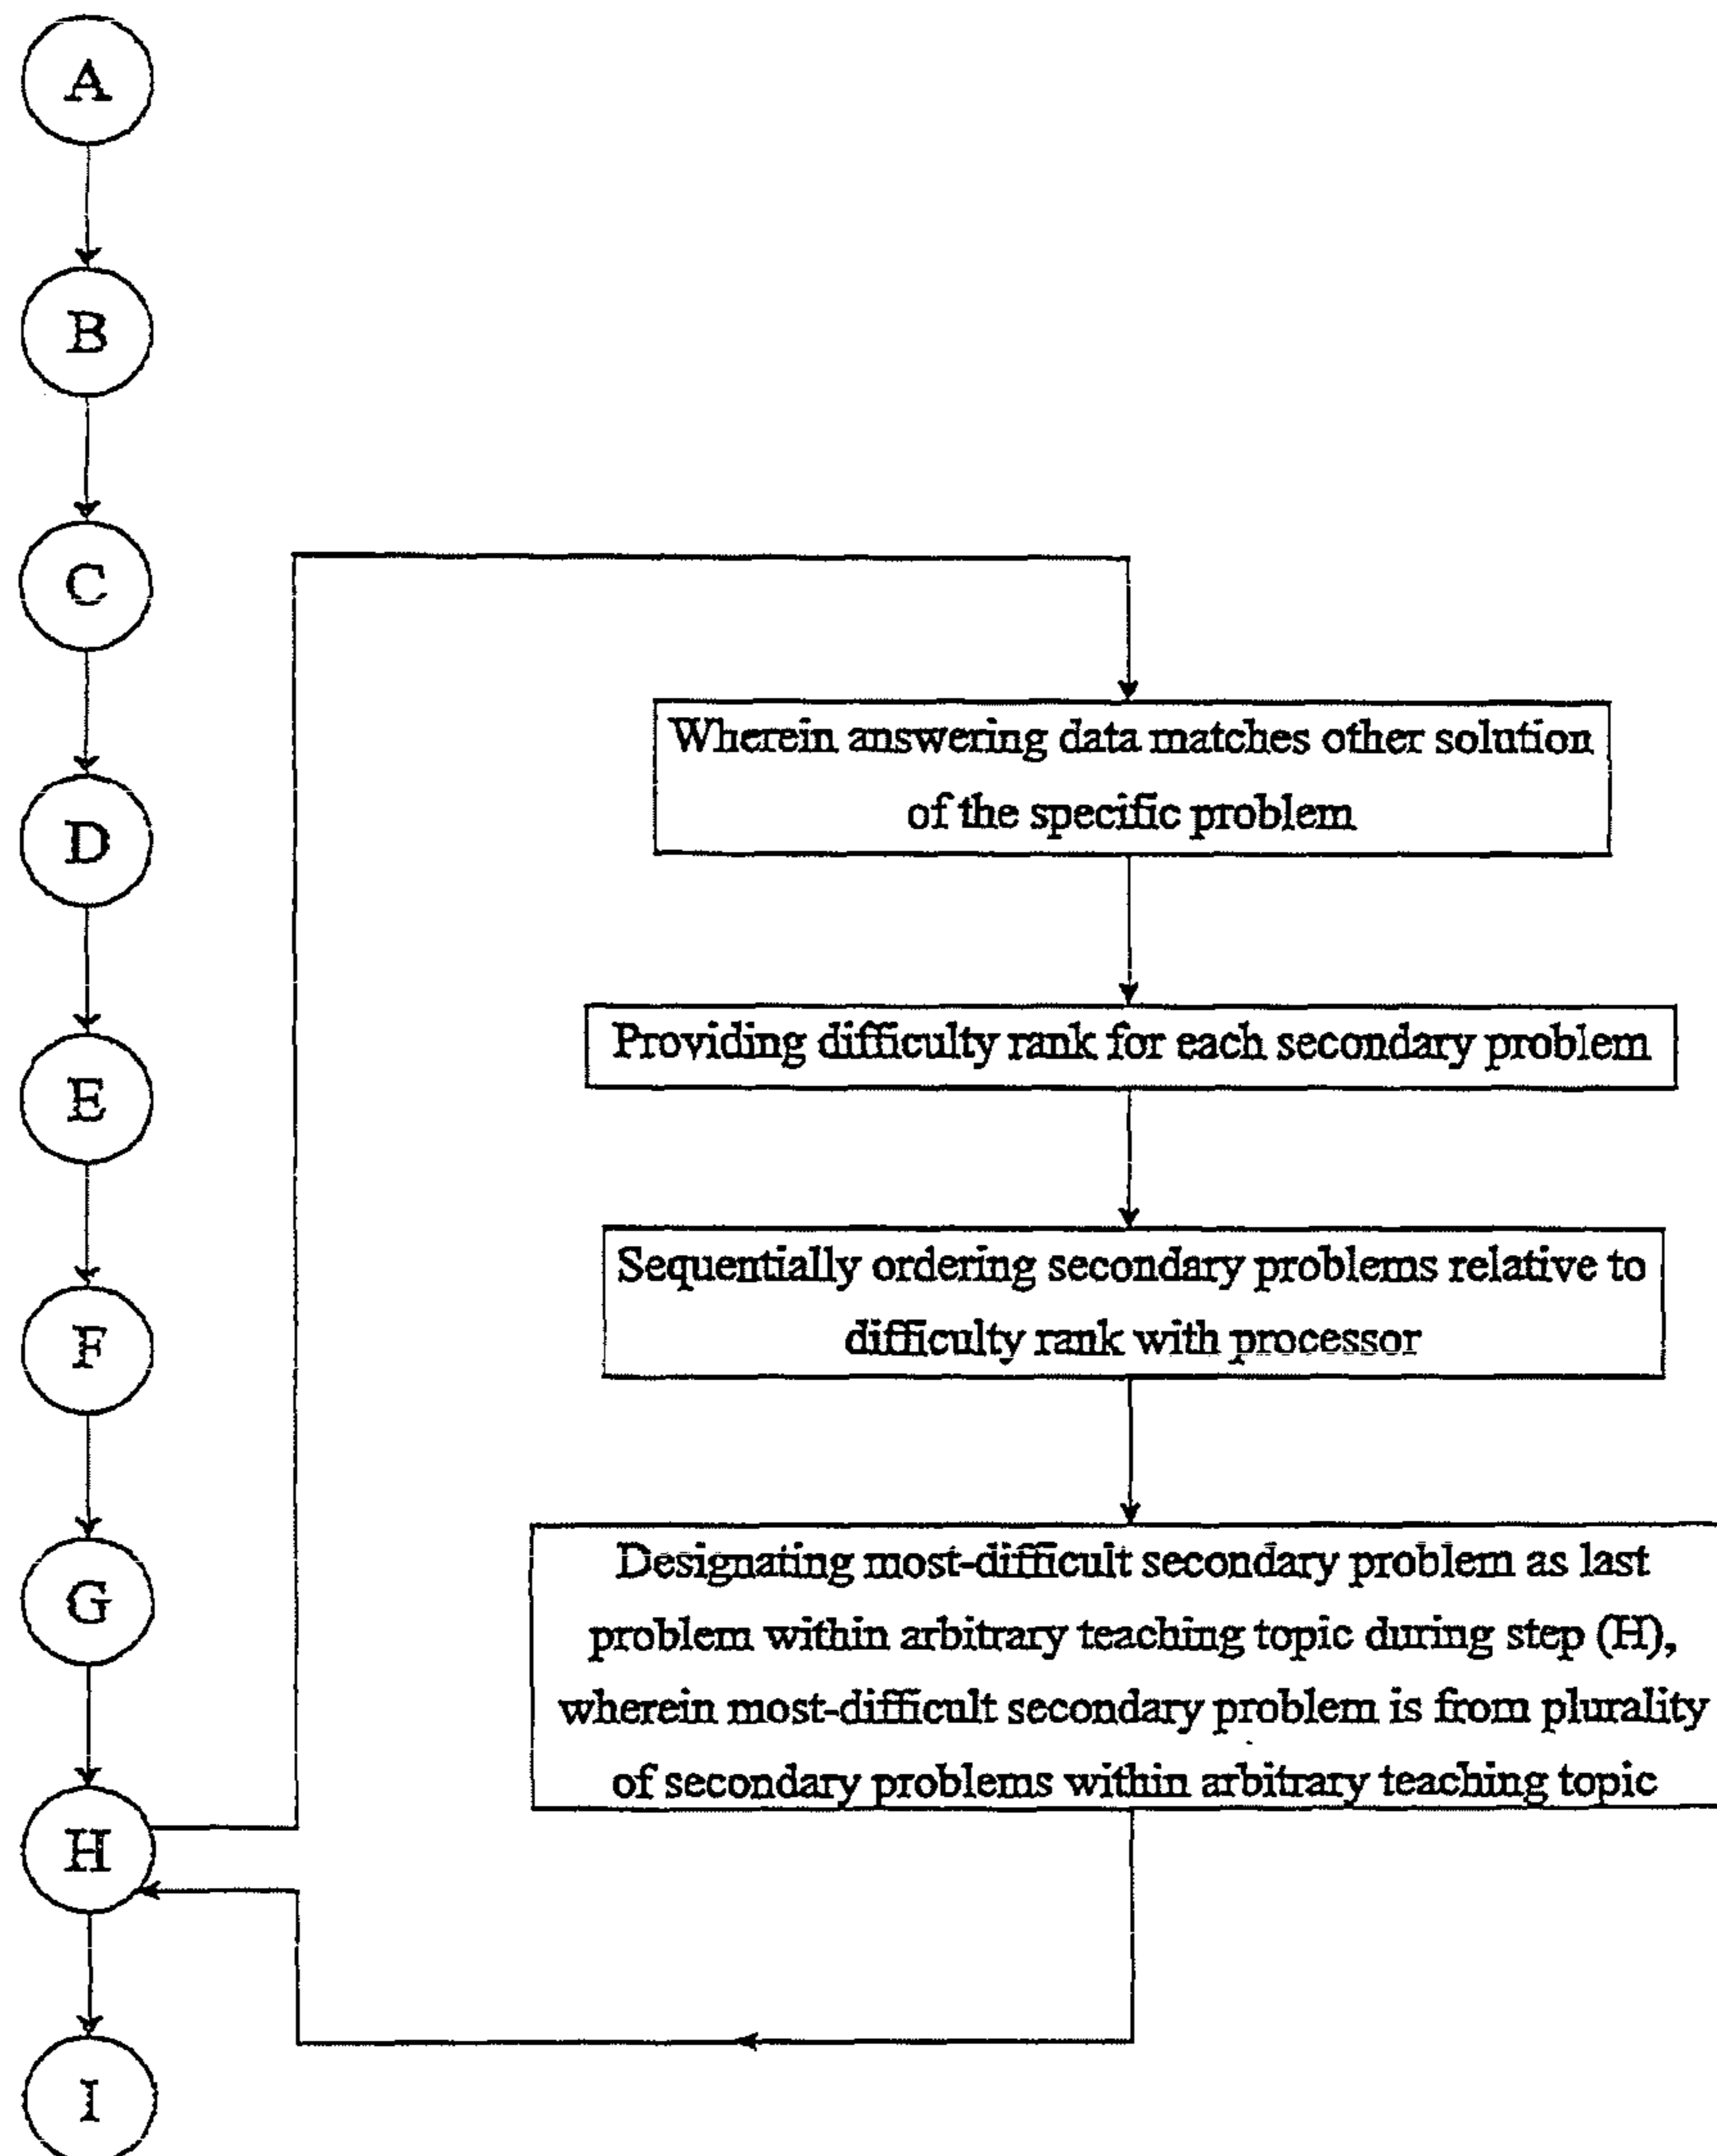 A
B
C
D
E
F
G
H
I
Wherein answering data matches other solution
of the specific problem
Providing difficulty rank for each secondary problem
Sequentially ordering secondary problems relative to
difficulty rank with processor
Designating most-difficult secondary problem as last
problem within arbitrary teaching topic during step (H),
wherein most-difficult secondary problem is from plurality
of secondary problems within arbitrary teaching topic